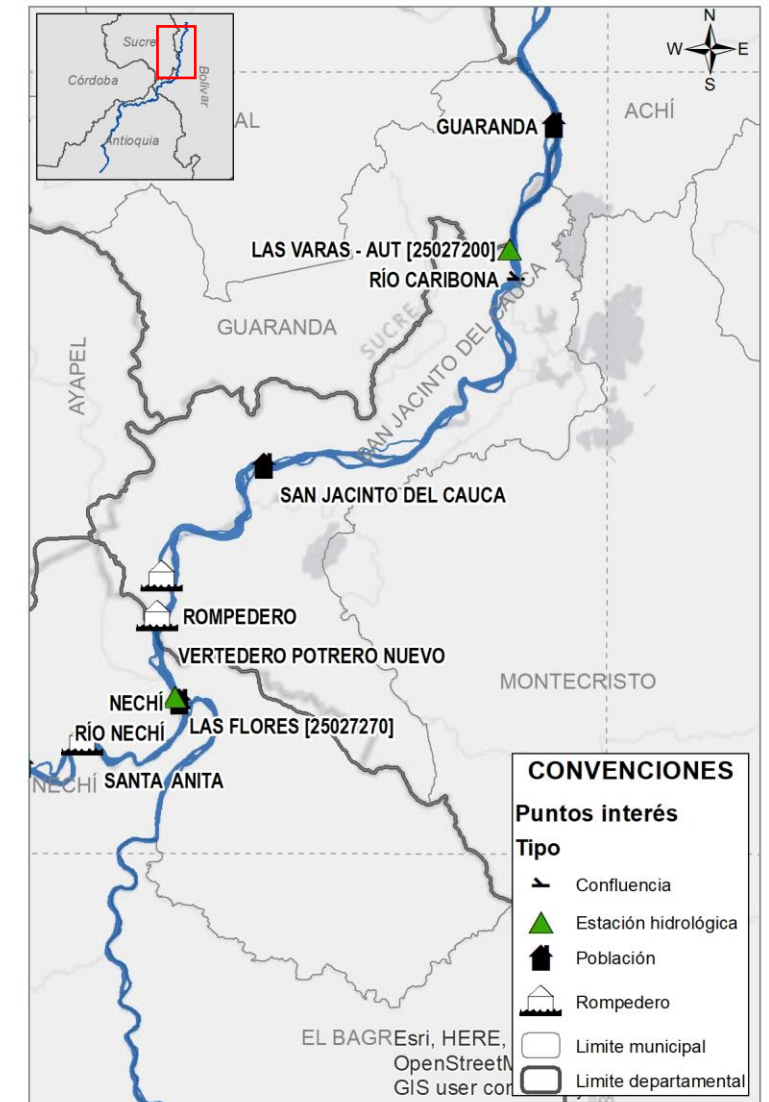 Sucre
Córdoba
Bolívar
Antioquia
N
W
E
S
AL
ACHÍ
GUARANDA
LAS VARAS - AUT [25027200]
RÍO CARIBONA
GUARANDA
SUCRE
SAN JACINTO DEL CAUCA
AYAPEL
SAN JACINTO DEL CAUCA
ROMPEDERO
VERTEDERO POTRERO NUEVO
MONTECRISTO
NECHÍ
LAS FLORES [25027270]
RÍO NECHÍ
NECHÍ
SANTA ANITA
CONVENCIONES
Puntos interés
Tipo
Confluencia
Estación hidrológica
Población
Rompedero
Limite municipal
Limite departamental
EL BAGRE
Esri, HERE,
OpenStreetM
GIS user con